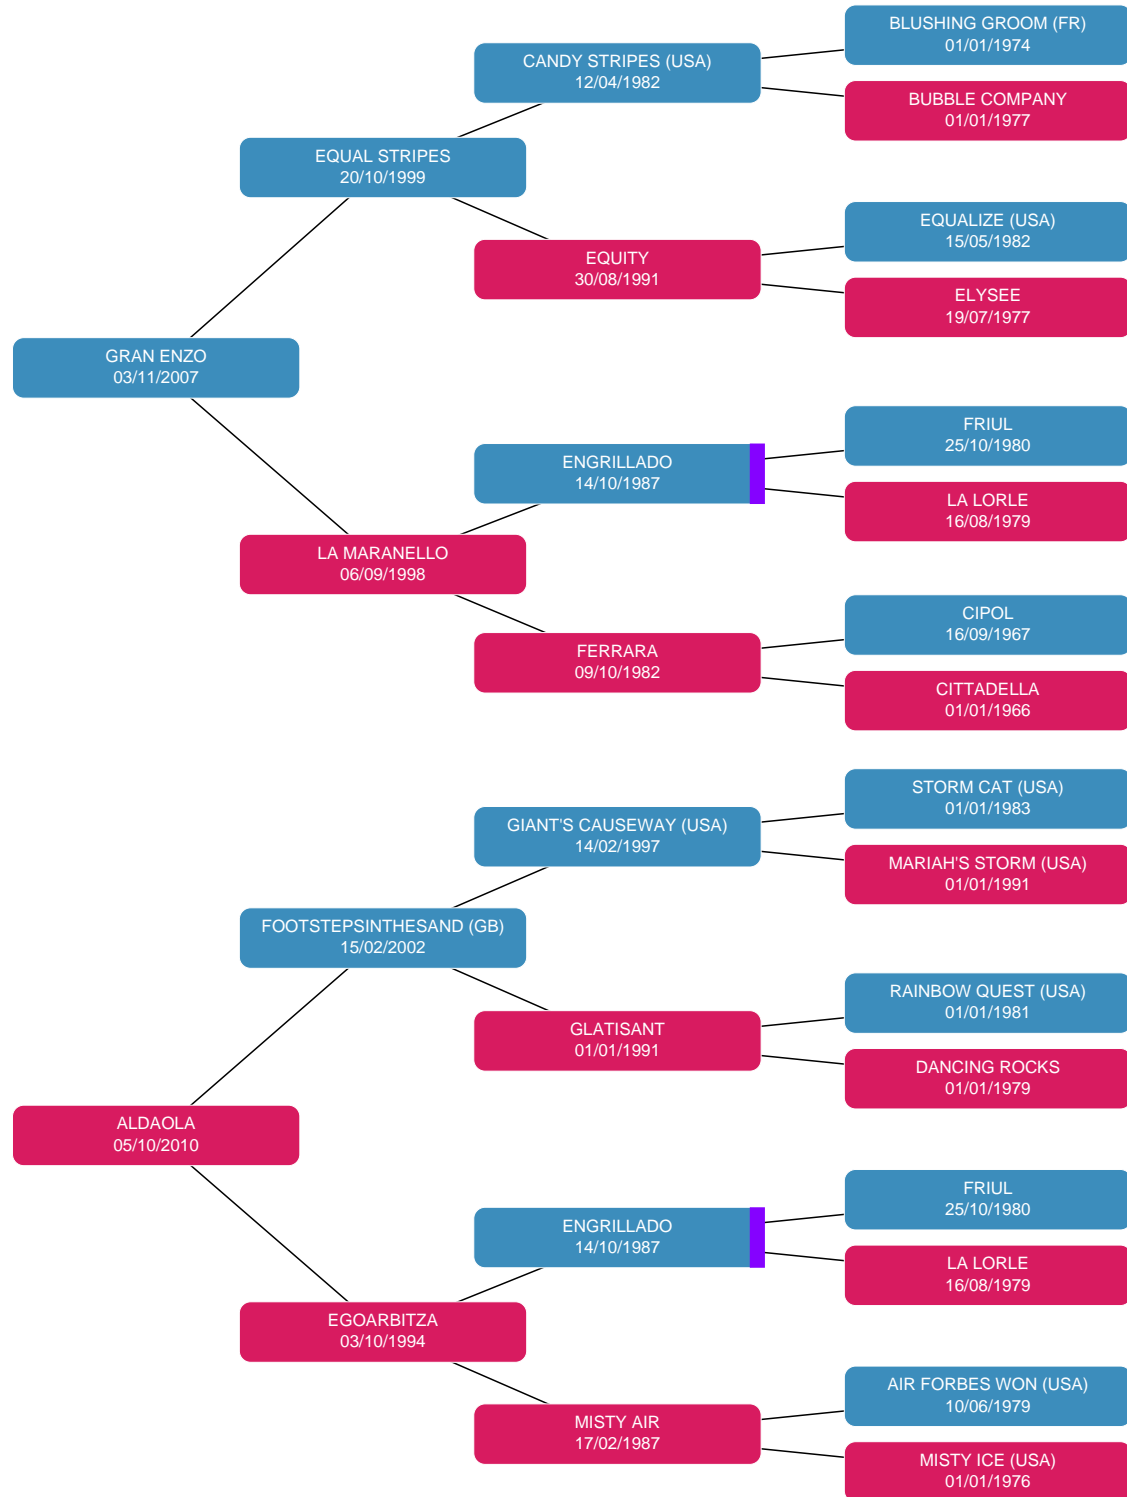 BLUSHING GROOM (FR)
01/01/1974
CANDY STRIPES (USA)
12/04/1982
BUBBLE COMPANY
01/01/1977
EQUAL STRIPES
20/10/1999
EQUALIZE (USA)
15/05/1982
EQUITY
30/08/1991
ELYSEE
19/07/1977
GRAN ENZO
03/11/2007
FRIUL
25/10/1980
ENGRILLADO
14/10/1987
LA LORLE
16/08/1979
LA MARANELLO
06/09/1998
CIPOL
16/09/1967
FERRARA
09/10/1982
CITTADELLA
01/01/1966
STORM CAT (USA)
01/01/1983
GIANT'S CAUSEWAY (USA)
14/02/1997
MARIAH'S STORM (USA)
01/01/1991
FOOTSTEPSINTHESAND (GB)
15/02/2002
RAINBOW QUEST (USA)
01/01/1981
GLATISANT
01/01/1991
DANCING ROCKS
01/01/1979
ALDAOLA
05/10/2010
FRIUL
25/10/1980
ENGRILLADO
14/10/1987
LA LORLE
16/08/1979
EGOARBITZA
03/10/1994
AIR FORBES WON (USA)
10/06/1979
MISTY AIR
17/02/1987
MISTY ICE (USA)
01/01/1976